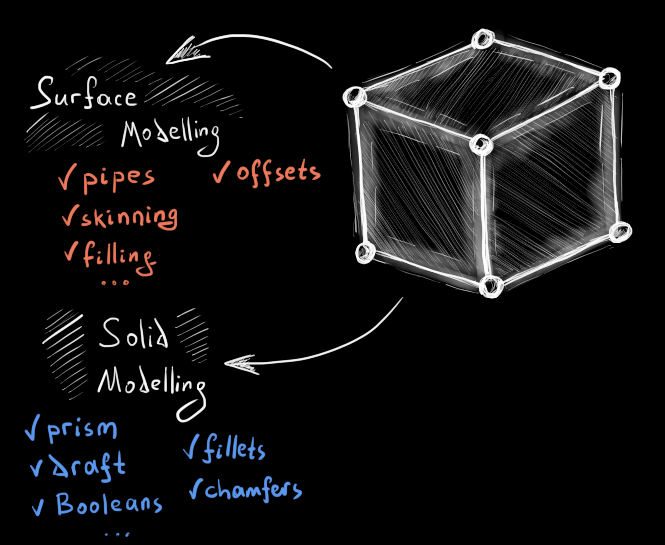 Surface
Modelling
✓ pipes
✓ offsets
✓ skinning
✓ filling
...
Solid
Modelling
✓ prism
✓ fillets
✓ draft
✓ chamfers
✓ Booleans
...